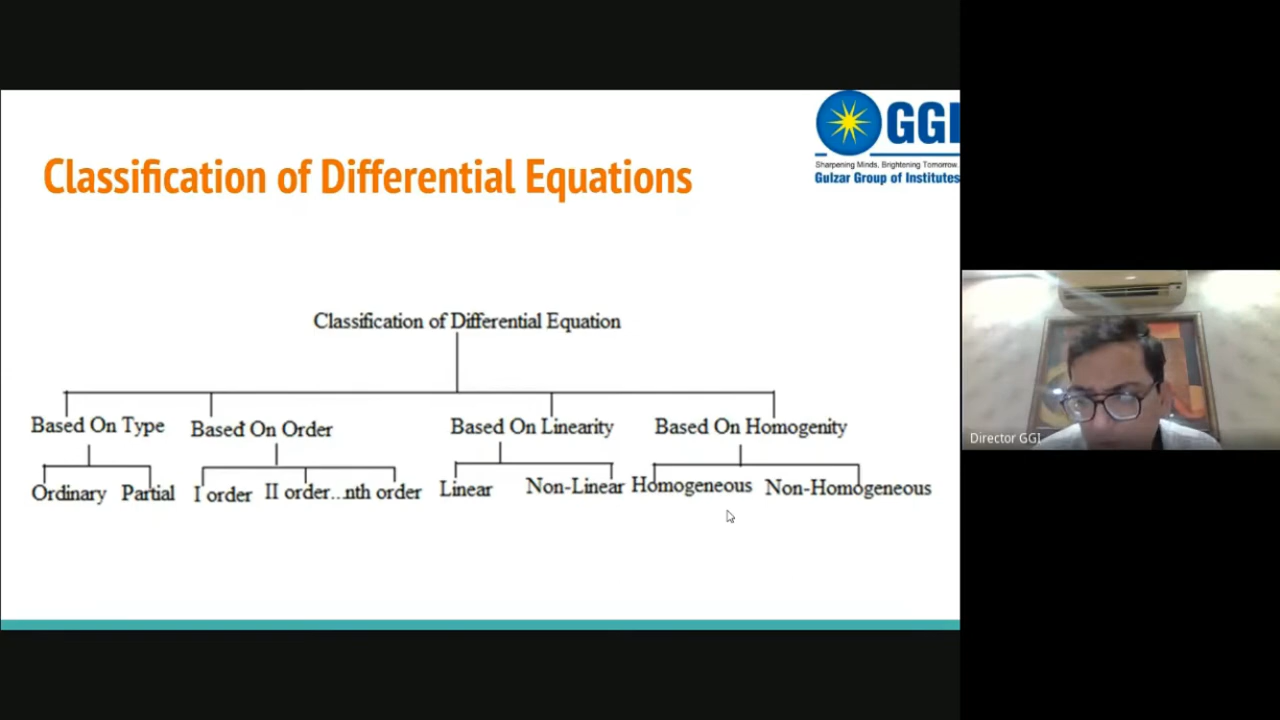 GGI
Sharpening Minds, Brightening Tomorrow
Gulzar Group of Institutes
Classification of Differential Equations
Classification of Differential Equation
Based On Type Based On Order Based On Linearity Based On Homogenity
Ordinary Partial I order II order...nth order Linear Non-Linear Homogeneous Non-Homogeneous
Director GGI